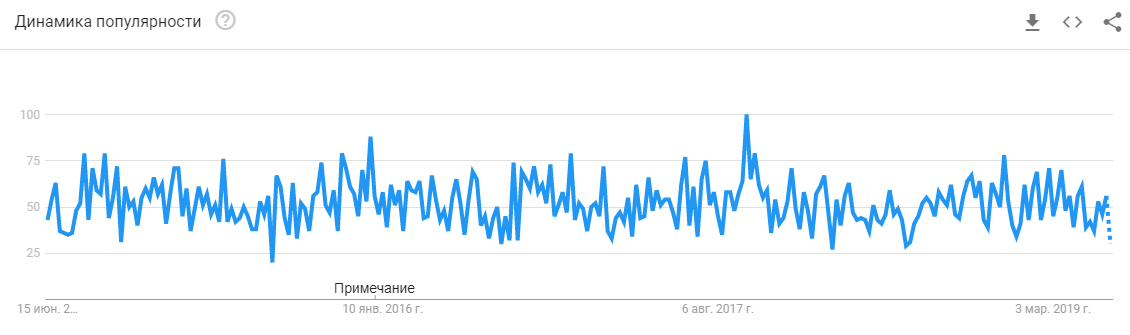 Динамика популярности ?
100
75
50
25
Примечание
15 июн. 2... 10 янв. 2016 г. 6 авг. 2017 г. 3 мар. 2019 г.